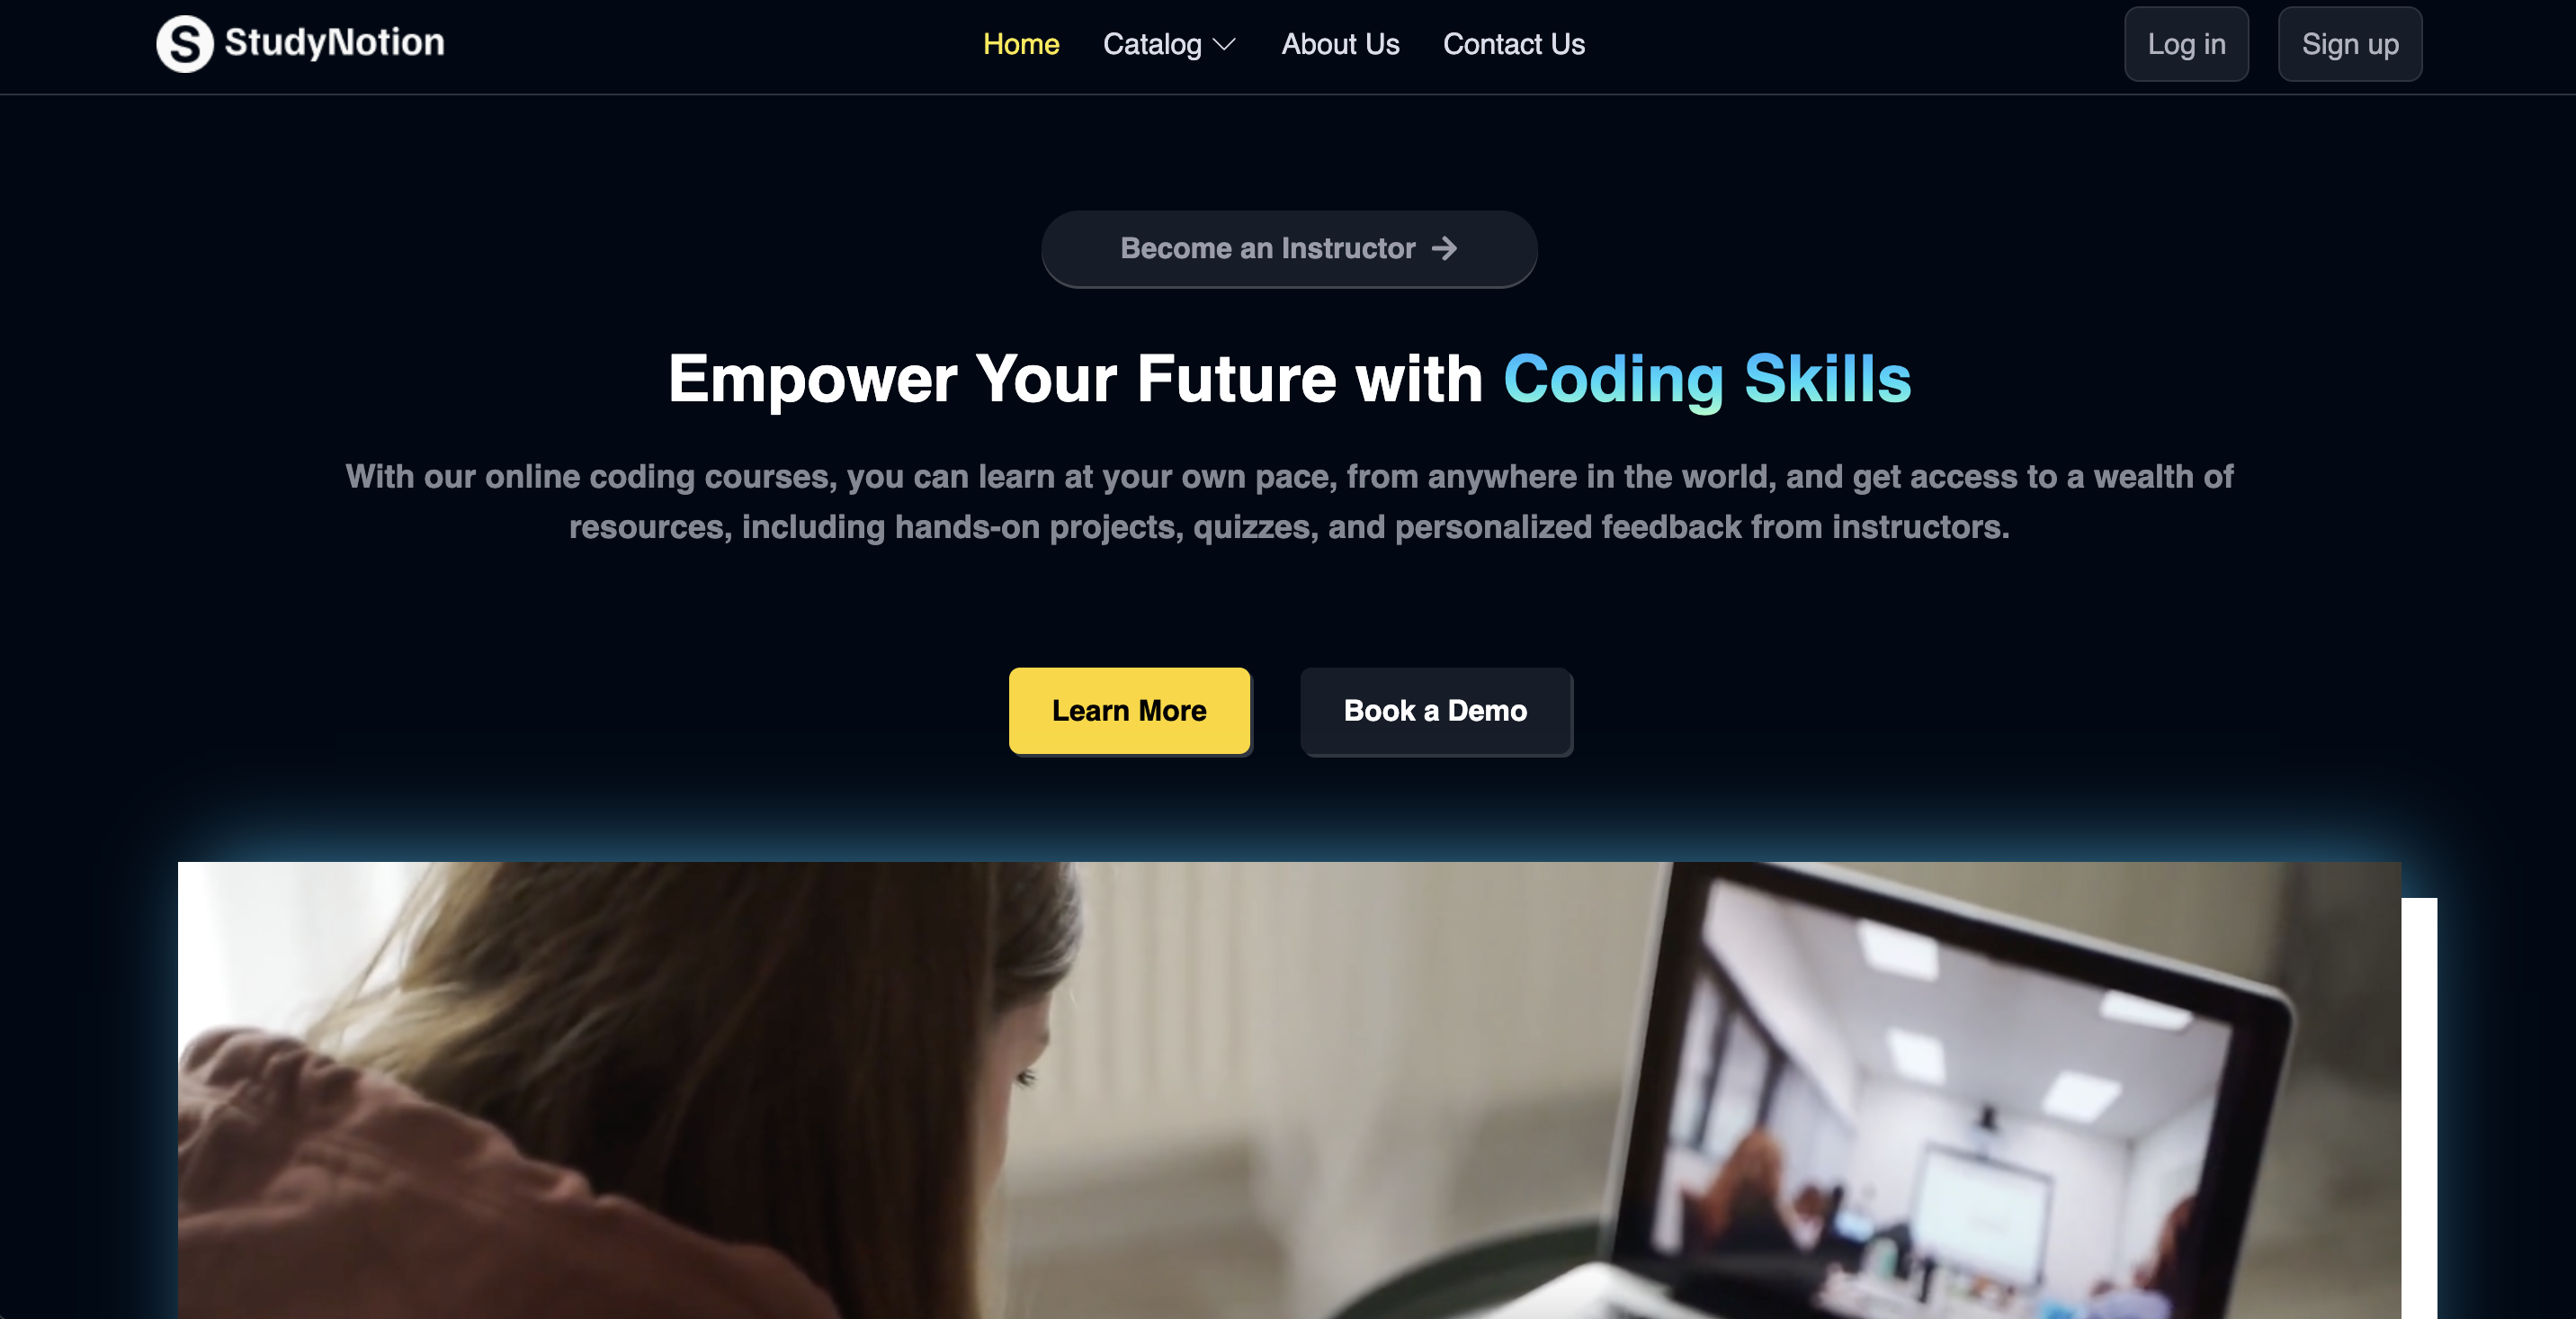 StudyNotion
Home Catalog About Us Contact Us
Log in Sign up
Become an Instructor →
Empower Your Future with Coding Skills
With our online coding courses, you can learn at your own pace, from anywhere in the world, and get access to a wealth of
resources, including hands-on projects, quizzes, and personalized feedback from instructors.
Learn More Book a Demo